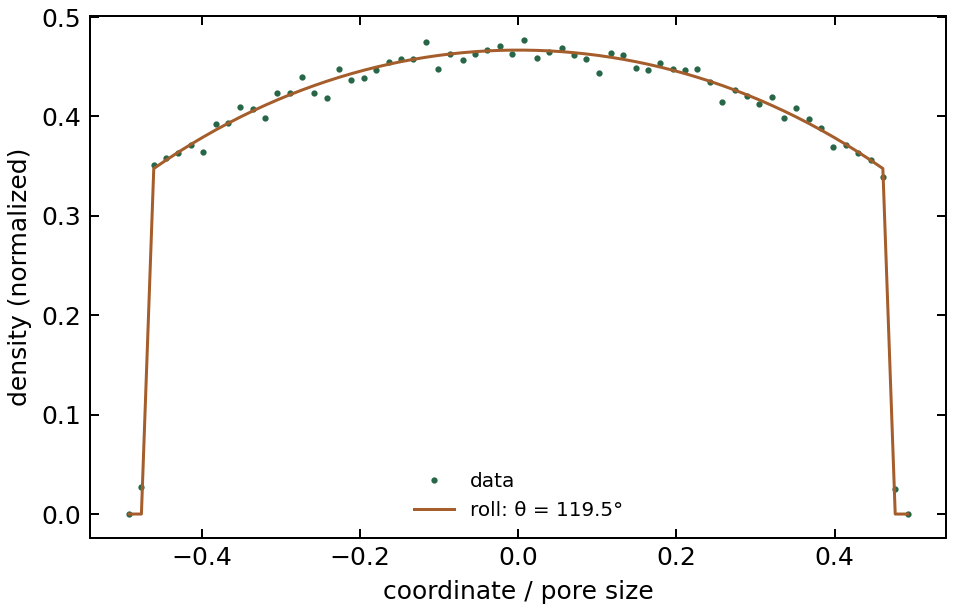 density (normalized)
0.5
0.4
0.3
0.2
0.1
0.0
data
roll: θ = 119.5°
−0.4
−0.2
0.0
0.2
0.4
coordinate / pore size